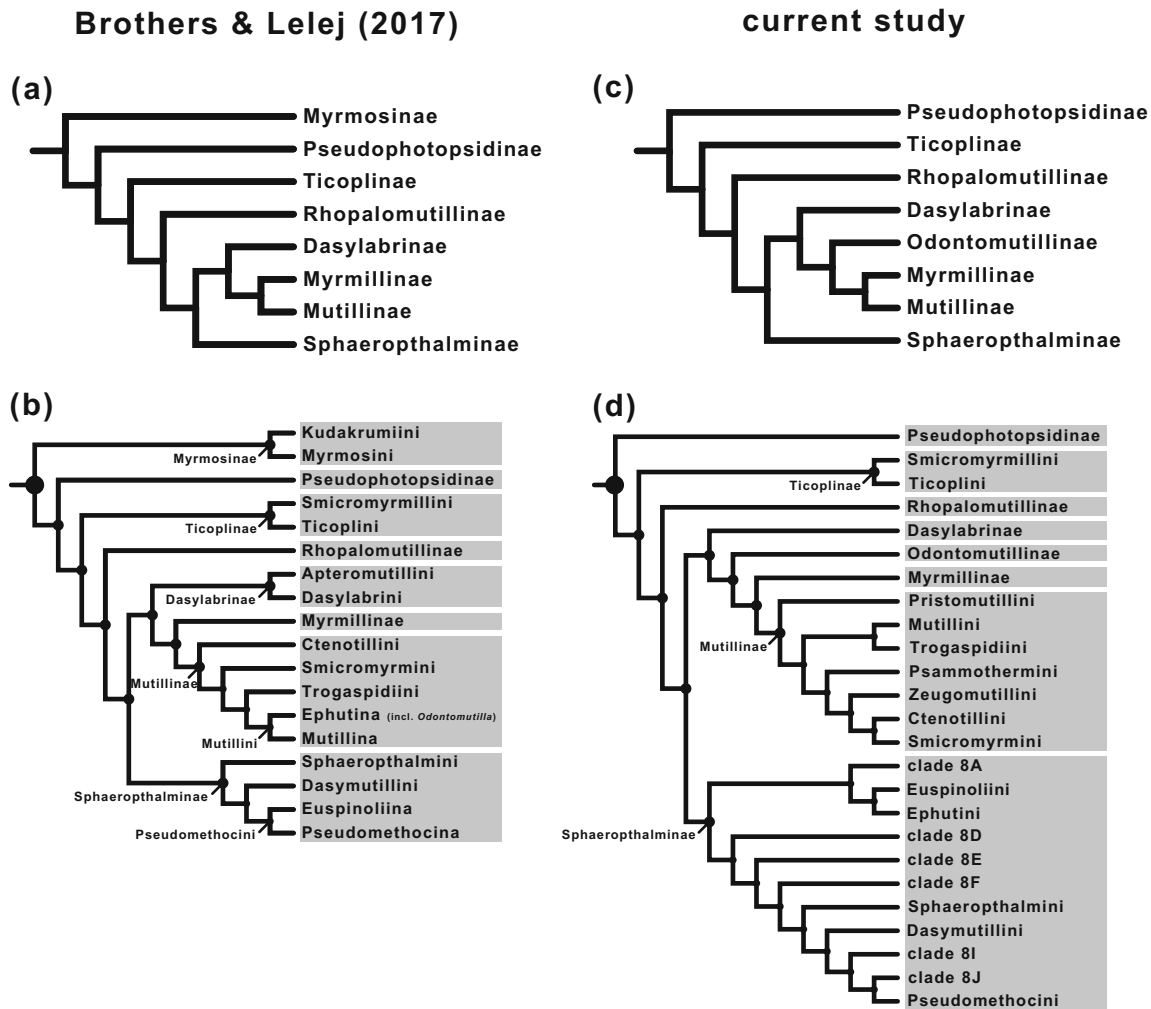 Brothers & Lelej (2017)
current study
(a)
Myrmosinae
Pseudophotopsidinae
Ticoplinae
Rhopalomutillinae
Dasylabrinae
Myrmillinae
Mutillinae
Sphaeropthalminae
(c)
Pseudophotopsidinae
Ticoplinae
Rhopalomutillinae
Dasylabrinae
Odontomutillinae
Myrmillinae
Mutillinae
Sphaeropthalminae
(b)
Kudakrumiini
Myrmosinae
Myrmosini
Pseudophotopsidinae
Smicromyrmillini
Ticoplinae
Ticoplini
Rhopalomutillinae
Apteromutillini
Dasylabrinae
Dasylabrini
Myrmillinae
Ctenotillini
Smicromyrmini
Mutillinae
Trogaspidiini
Ephutina (incl. Odontomutilla)
Mutillini
Mutillina
Sphaeropthalmini
Dasymutillini
Sphaeropthalminae
Euspinoliina
Pseudomethocini
Pseudomethocina
(d)
Pseudophotopsidinae
Smicromyrmillini
Ticoplinae
Ticoplini
Rhopalomutillinae
Dasylabrinae
Odontomutillinae
Myrmillinae
Pristomutillini
Mutillini
Mutillinae
Trogaspidiini
Psammothermini
Zeugomutillini
Ctenotillini
Smicromyrmini
clade 8A
Euspinoliini
Ephutini
Sphaeropthalminae
clade 8D
clade 8E
clade 8F
Sphaeropthalmini
Dasymutillini
clade 8I
clade 8J
Pseudomethocini